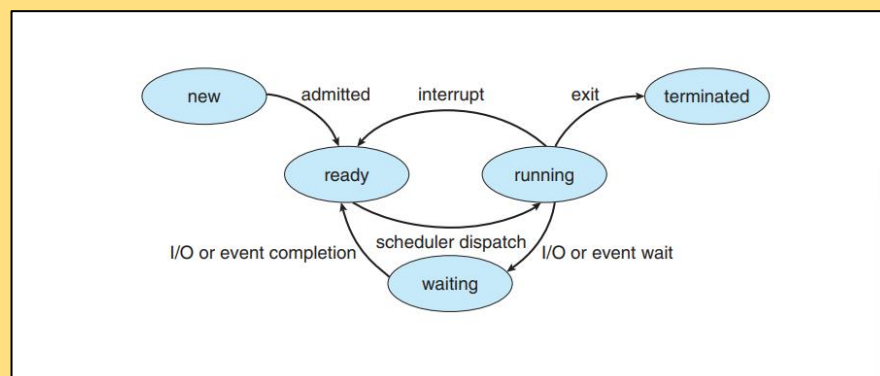 new
admitted
interrupt
exit
terminated
ready
running
scheduler dispatch
I/O or event completion
I/O or event wait
waiting